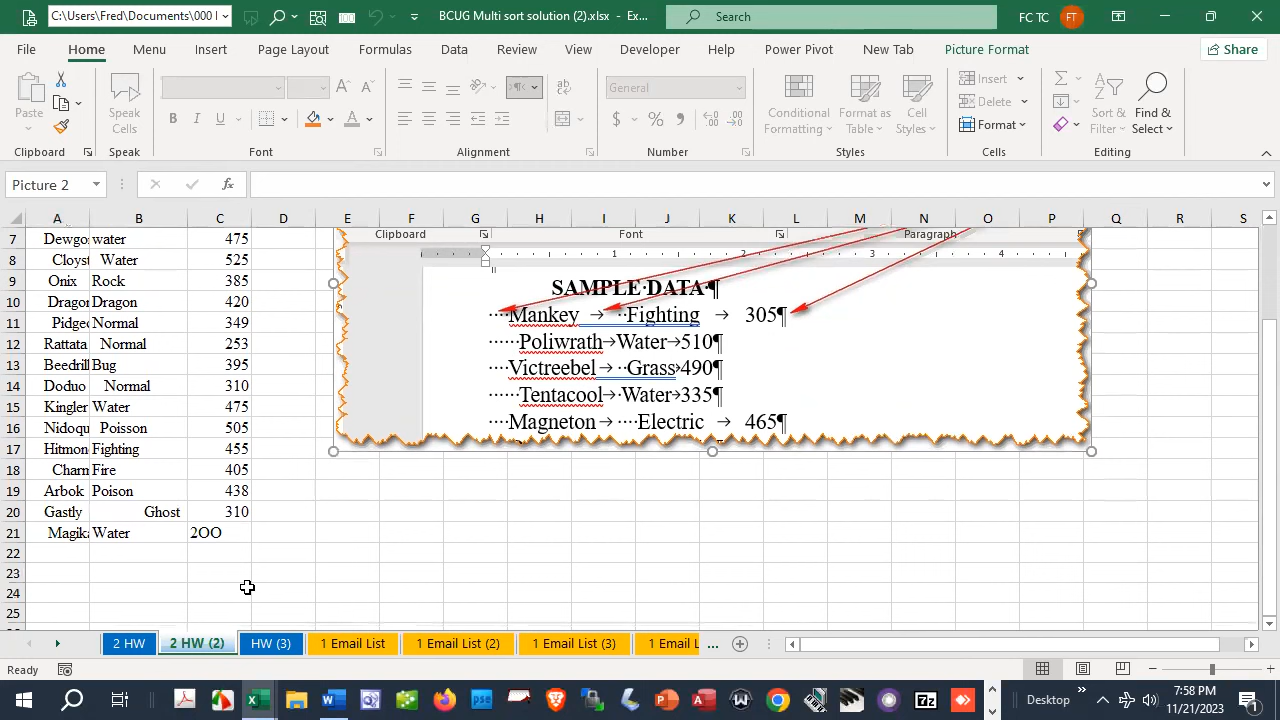 C:\Users\Fred\Documents\000 BCUG Multi sort solution (2).xlsx - Ex... Search FC TC FT
File Home Menu Insert Page Layout Formulas Data Review View Developer Help Power Pivot New Tab Picture Format Share
Paste Speak Cells General Conditional Formatting Format as Table Cell Styles Insert Delete Format Sort & Filter Find & Select
Clipboard Speak Font Alignment Number Styles Cells Editing
Picture 2 fx
A B C D E F G H I J K L M N O P Q R S
Clipboard Font Paragraph
1 2 3 4
SAMPLE·DATA·¶
····Mankey → ··Fighting → 305¶
······Poliwrath→Water→510¶
····Victreebel→ ··Grass→490¶
······Tentacool→ ·Water→335¶
····Magneton → ····Electric → 465¶
7 Dewgo water 475
8 Cloyst Water 525
9 Onix Rock 385
10 Dragon Dragon 420
11 Pidge Normal 349
12 Rattata Normal 253
13 Beedrill Bug 395
14 Doduo Normal 310
15 Kingler Water 475
16 Nidoqu Poisson 505
17 Hitmon Fighting 455
18 Charm Fire 405
19 Arbok Poison 438
20 Gastly Ghost 310
21 Magika Water 2OO
22
23
24
25
2 HW 2 HW (2) HW (3) 1 Email List 1 Email List (2) 1 Email List (3) 1 Email L ...
Ready
Desktop 7:58 PM
11/21/2023